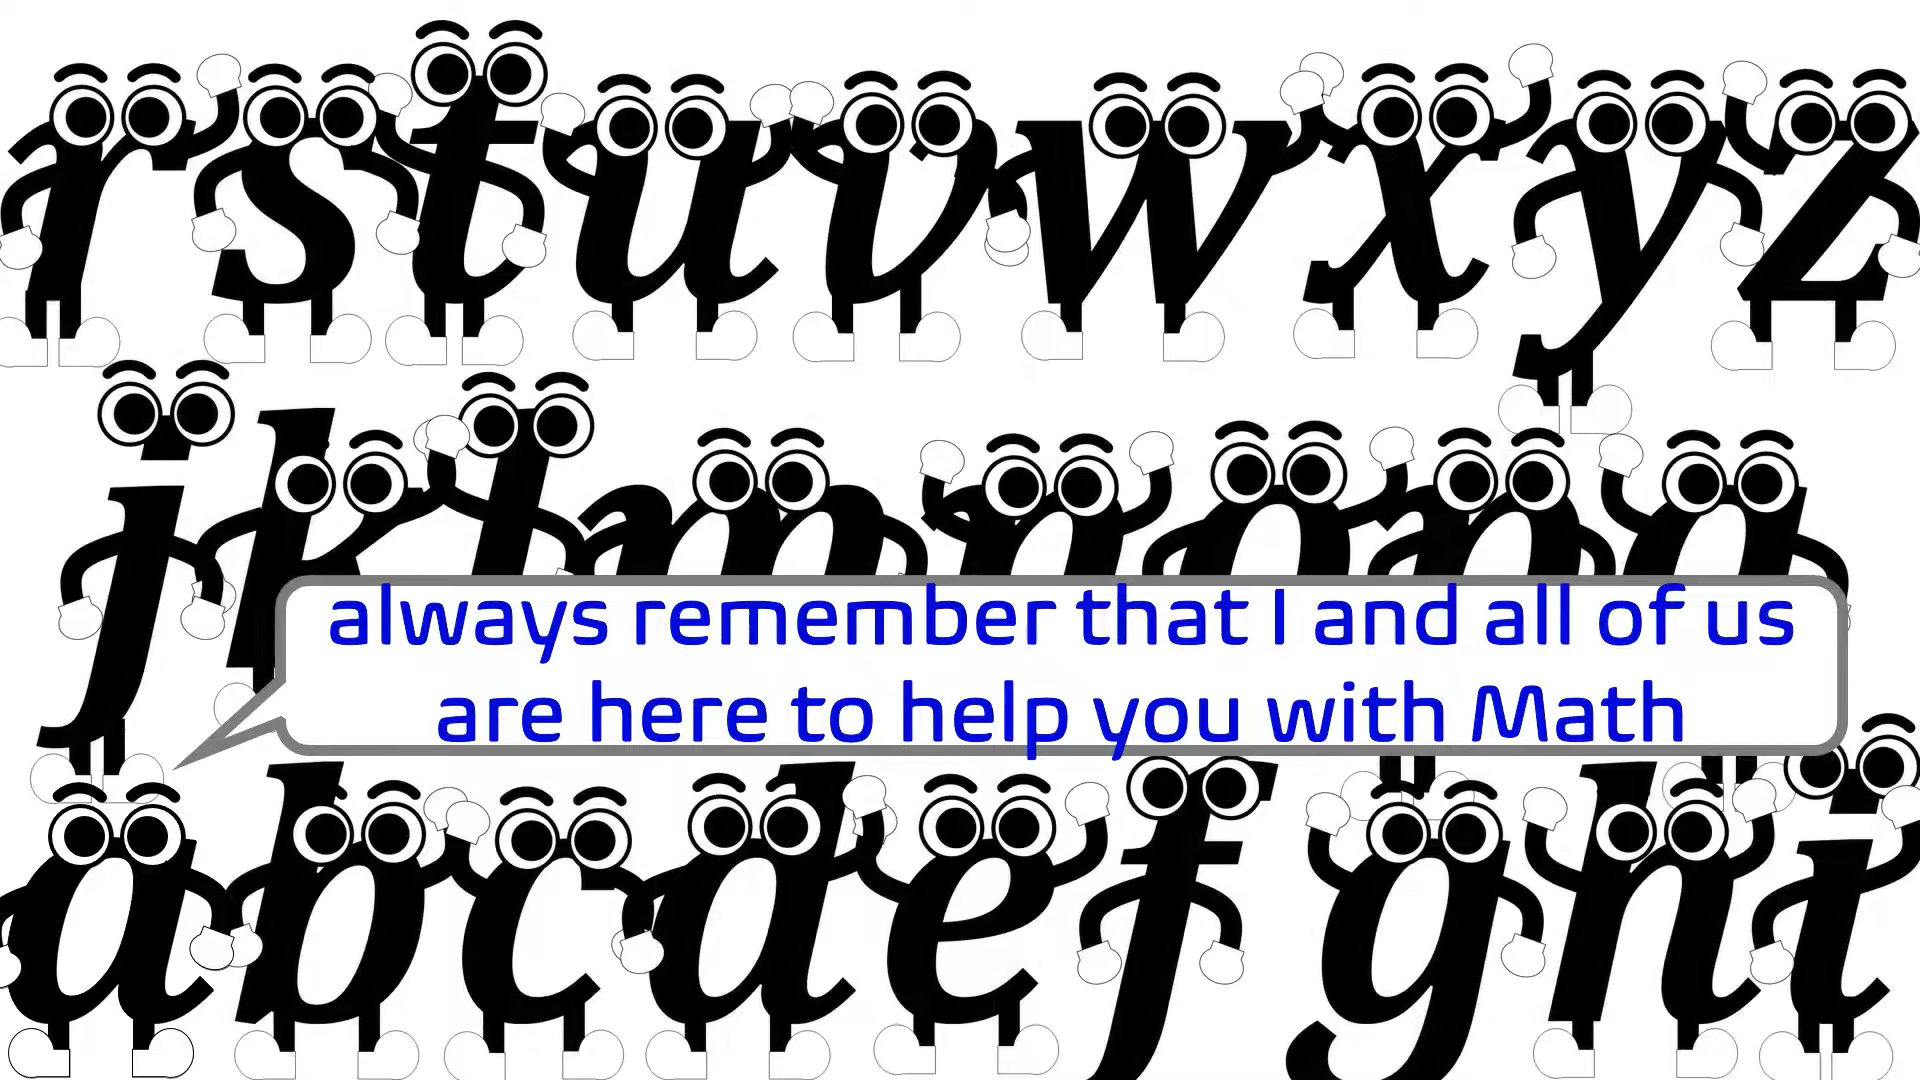 r s t u v w x y z
j k l m n o p q
always remember that I and all of us
are here to help you with Math
a b c d e f g h i